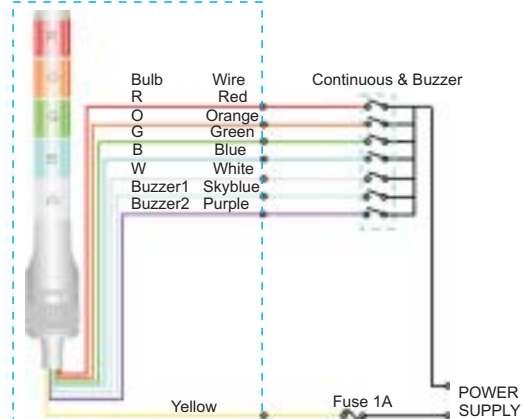 Bulb Wire Continuous & Buzzer
R Red
O Orange
G Green
B Blue
W White
Buzzer1 Skyblue
Buzzer2 Purple
Yellow Fuse 1A POWER
SUPPLY